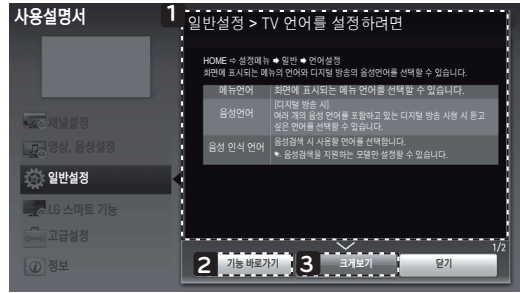 사용설명서
채널설정
영상, 음성설정
일반설정
LG 스마트 기능
고급설정
정보
1
일반설정 > TV 언어를 설정하려면
HOME ⇨ 설정메뉴 ➡ 일반 ➡ 언어설정
화면에 표시되는 메뉴의 언어와 디지털 방송의 음성언어를 선택할 수 있습니다.
메뉴언어 화면에 표시되는 메뉴 언어를 선택할 수 있습니다.
음성언어 [디지털 방송 시]
여러 개의 음성 언어를 포함하고 있는 디지털 방송 시청 시 듣고
싶은 언어를 선택할 수 있습니다.
음성 인식 언어 음성검색 시 사용할 언어를 선택합니다.
음성검색을 지원하는 모델만 설정할 수 있습니다.
1/2
2 기능 바로가기
3 크게보기
닫기